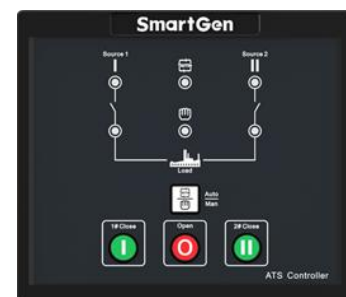 SmartGen
Source 1
Source 2
I
II
Load
Auto
Man
1# Close
Open
2# Close
I
O
II
ATS Controller